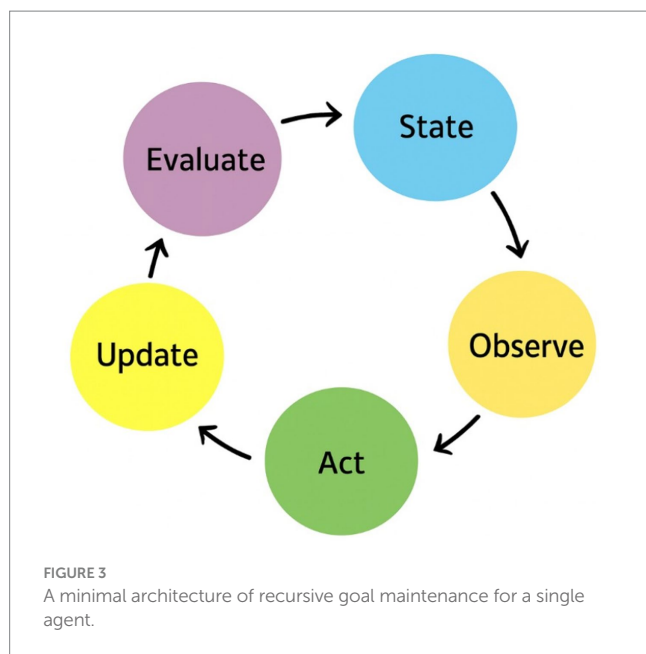 State
Evaluate
Observe
Update
Act
FIGURE 3
A minimal architecture of recursive goal maintenance for a single
agent.